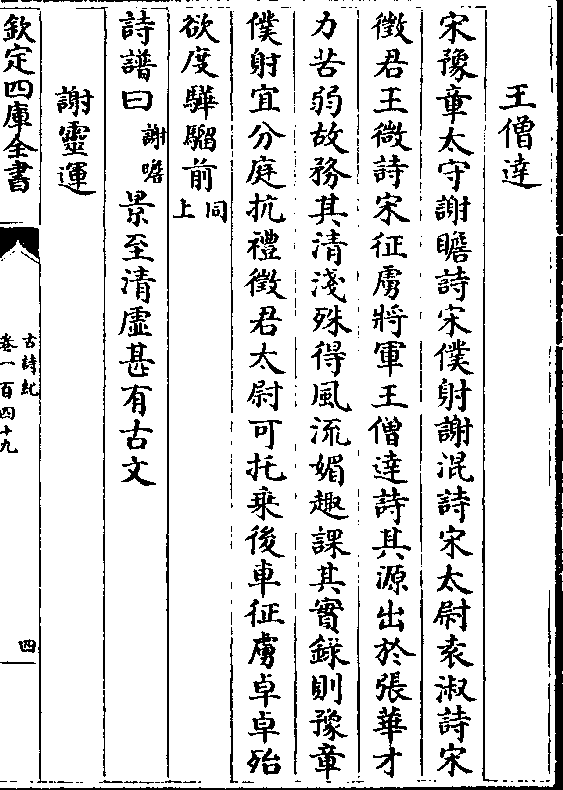 王僧達
宋豫章太守謝瞻詩宋僕射謝混詩宋太尉袁淑詩宋
徵君王微詩宋征虜將軍王僧達詩其源出於張華才
力苦弱故務其清淺殊得風流媚趣課其實錄則豫章
僕射宜分庭抗禮徵君太尉可托乗後車征虜卓卓殆
欲度驊騮前同上
詩譜曰謝瞻景至清虛甚有古文
謝靈運
欽定四庫全書
古詩紀
卷一百四十九
四